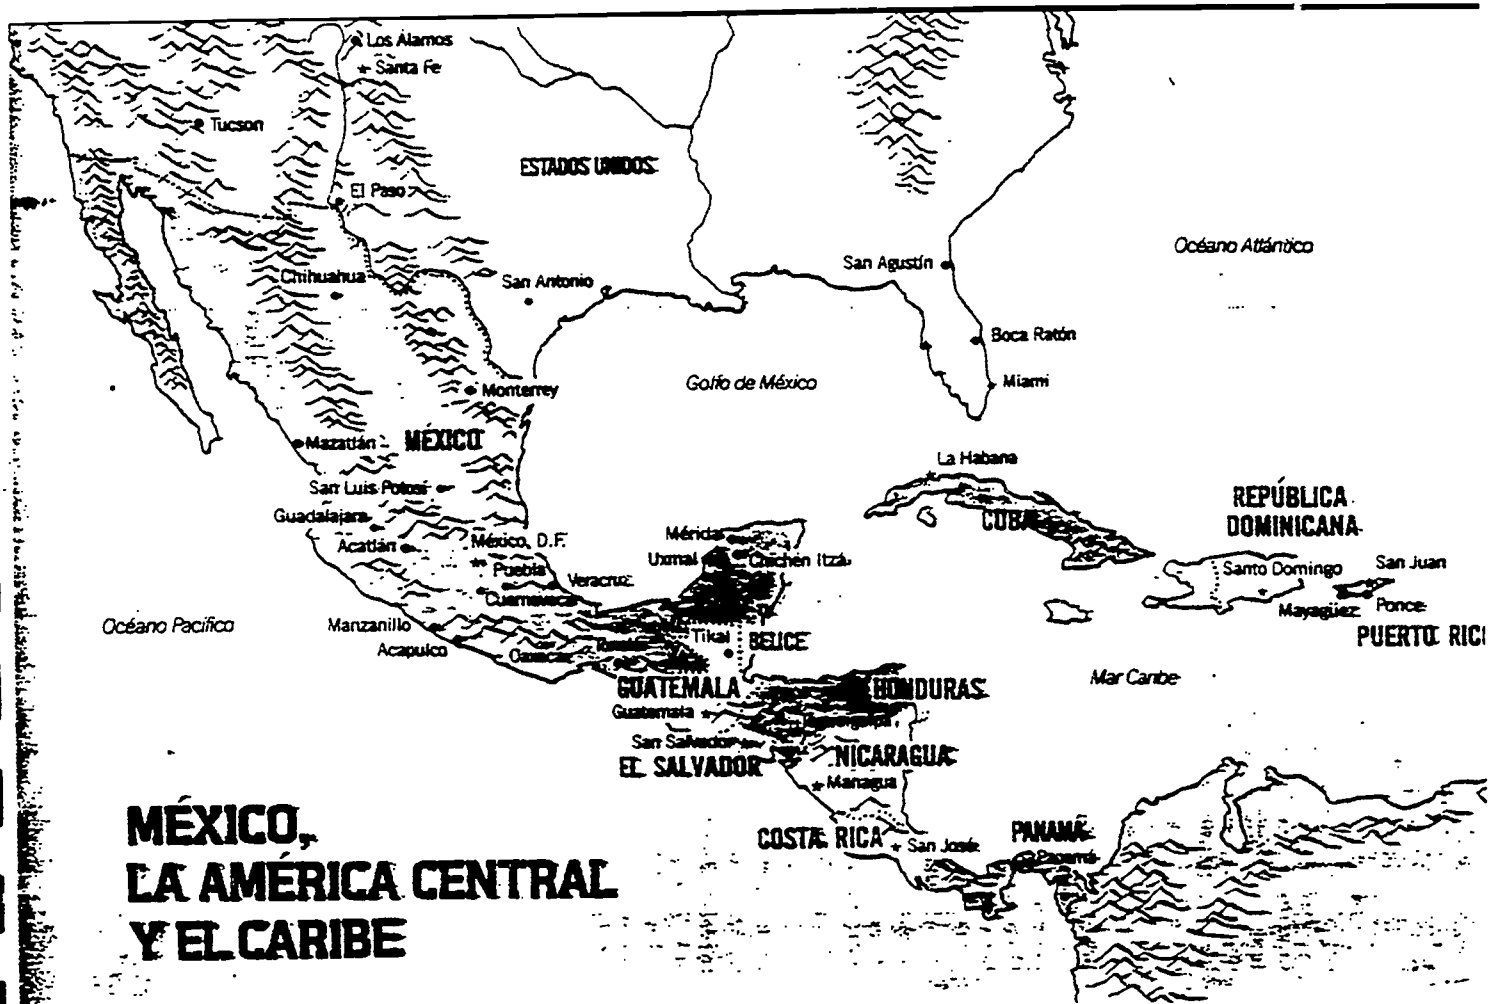 Los Alamos
Santa Fe
Tucson
ESTADOS UNIDOS
El Paso
Océano Atlántico
San Agustín
Chihuahua
San Antonio
Boca Ratón
Golfo de México
Miami
Monterrey
Mazatlán
MÉXICO
La Habana
San Luis Potosí
REPÚBLICA
DOMINICANA
CUBA
Guadalajara
Mérida
Acatlán
México, D.F.
Uxmal
Chichén Itzá
Puebla
Veracruz
Santo Domingo
San Juan
Cuernavaca
Mayagüez
Ponce
Océano Pacífico
Manzanillo
Tikal
BELICE
PUERTO RIC
Acapulco
Oaxaca
Mar Caribe
GUATEMALA
HONDURAS
Guatemala
San Salvador
EL SALVADOR
NICARAGUA
Managua
COSTA RICA
San José
PANAMÁ
Panamá
MÉXICO,
LA AMÉRICA CENTRAL
Y EL CARIBE